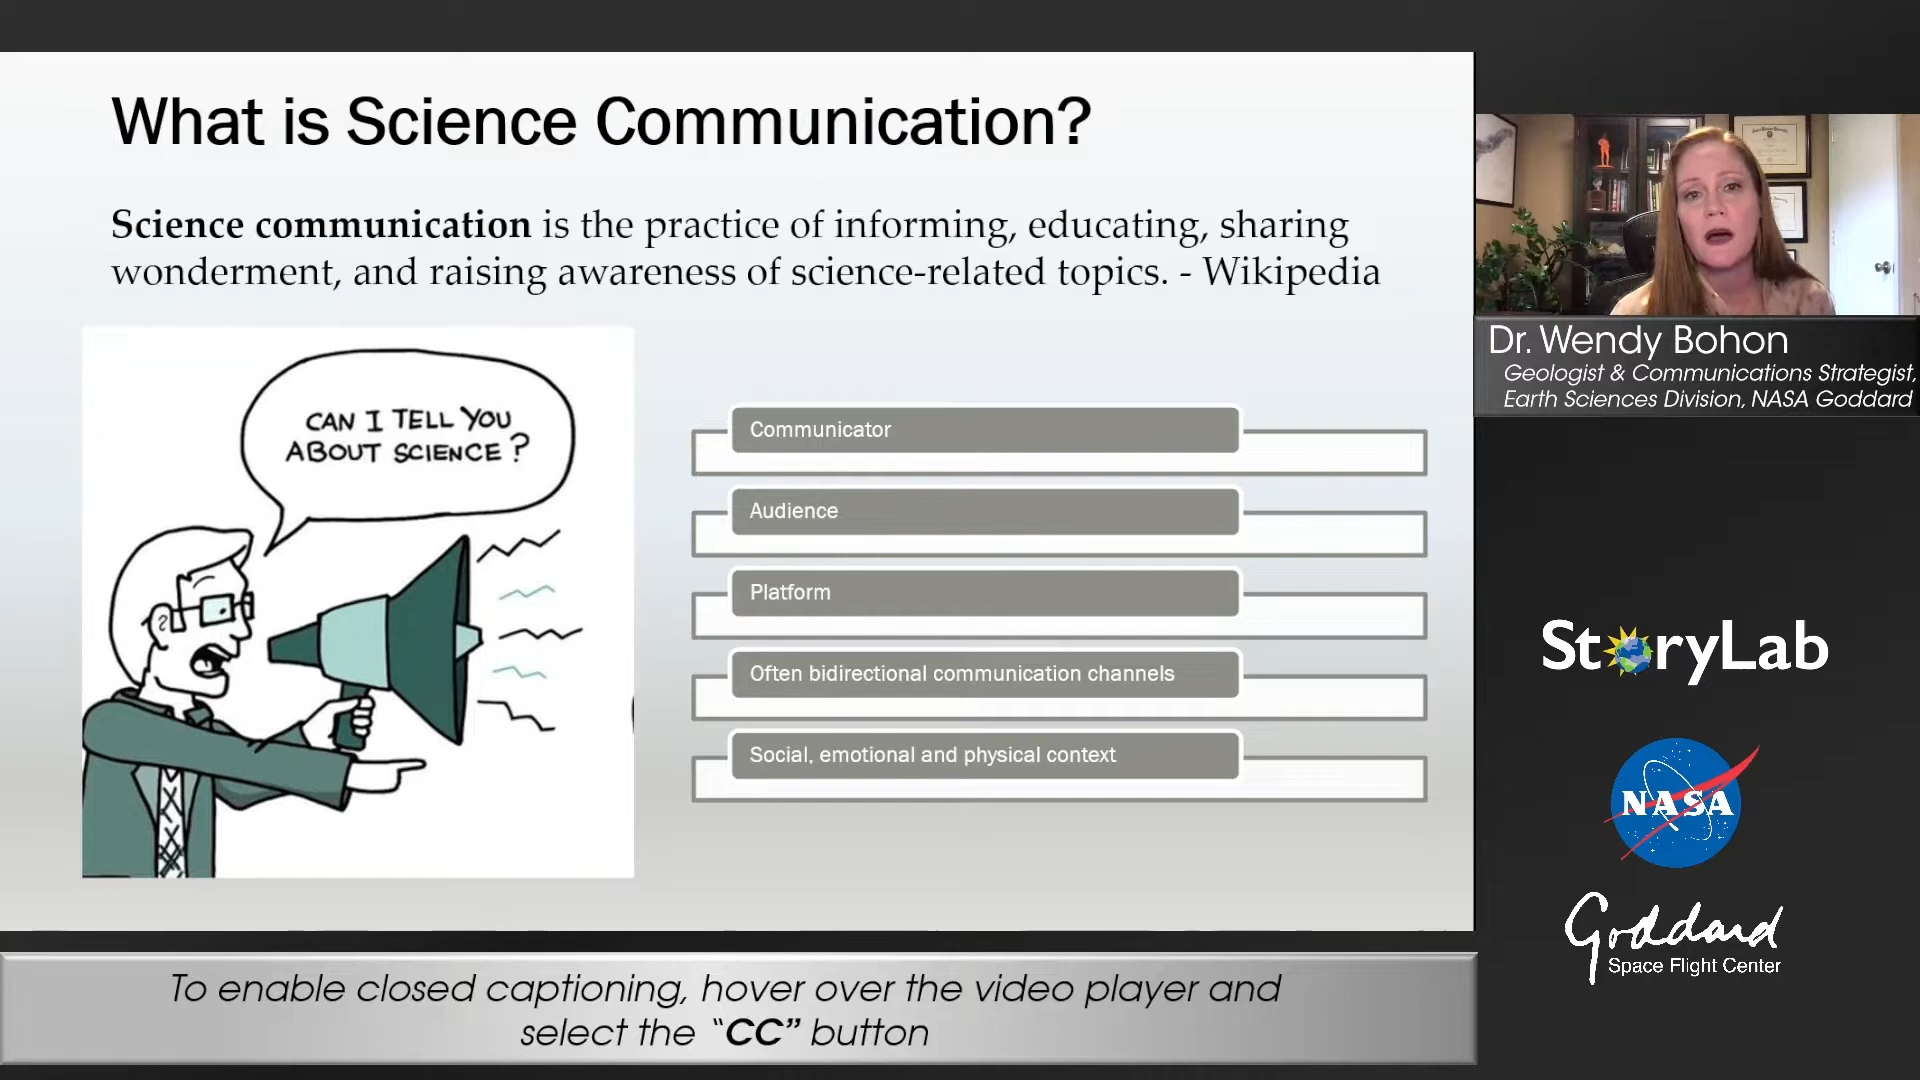 What is Science Communication?
Science communication is the practice of informing, educating, sharing
wonderment, and raising awareness of science-related topics. - Wikipedia
CAN I TELL YOU
ABOUT SCIENCE?
Communicator
Audience
Platform
Often bidirectional communication channels
Social, emotional and physical context
Dr. Wendy Bohon
Geologist & Communications Strategist,
Earth Sciences Division, NASA Goddard
StoryLab
NASA
Goddard
Space Flight Center
To enable closed captioning, hover over the video player and
select the “CC” button